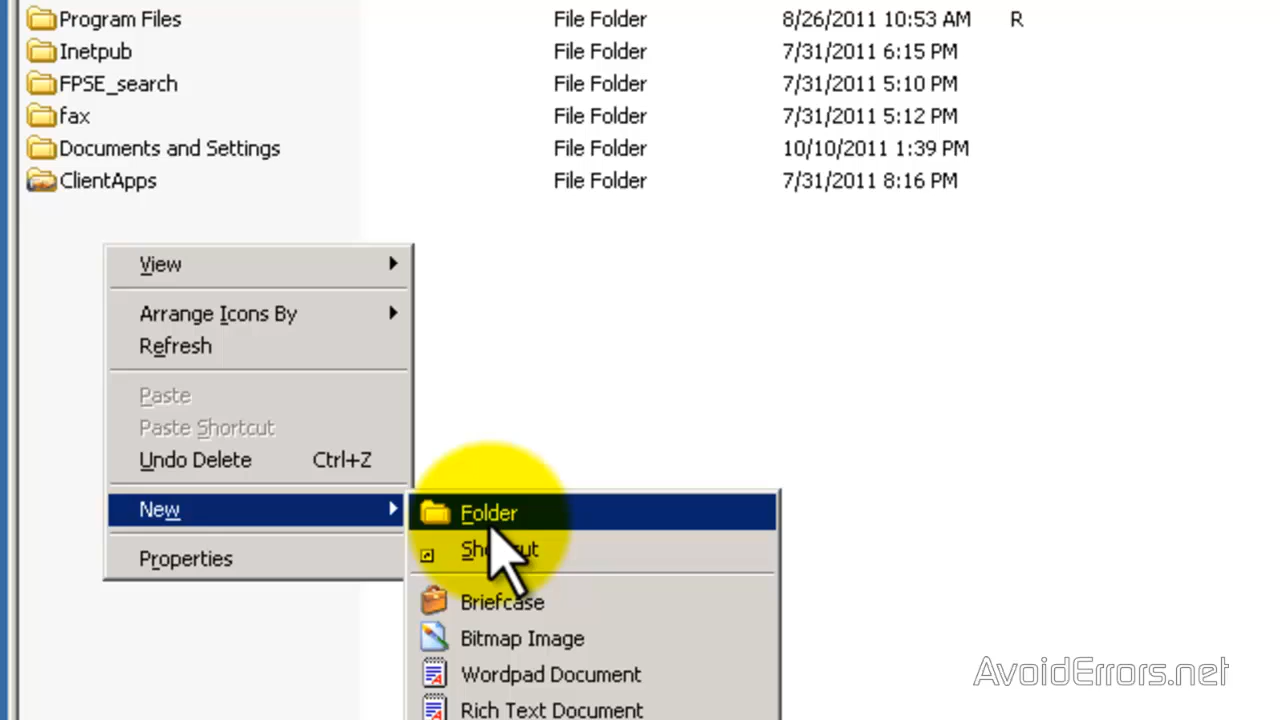 Program Files File Folder 8/26/2011 10:53 AM R
Inetpub File Folder 7/31/2011 6:15 PM
FPSE_search File Folder 7/31/2011 5:10 PM
fax File Folder 7/31/2011 5:12 PM
Documents and Settings File Folder 10/10/2011 1:39 PM
ClientApps File Folder 7/31/2011 8:16 PM
View
Arrange Icons By
Refresh
Paste
Paste Shortcut
Undo Delete Ctrl+Z
New
Properties
Folder
Shortcut
Briefcase
Bitmap Image
Wordpad Document
Rich Text Document
AvoidErrors.net